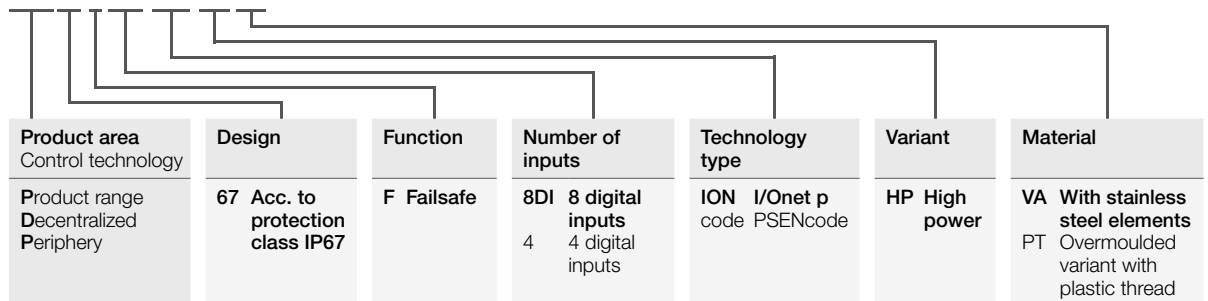 Product area
Control technology
Product range
Decentralized
Periphery
Design
67 Acc. to
protection
class IP67
Function
F Failsafe
Number of
inputs
8DI 8 digital
inputs
4 4 digital
inputs
Technology
type
ION I/Onet p
code PSENcode
Variant
HP High
power
Material
VA With stainless
steel elements
PT Overmoulded
variant with
plastic thread